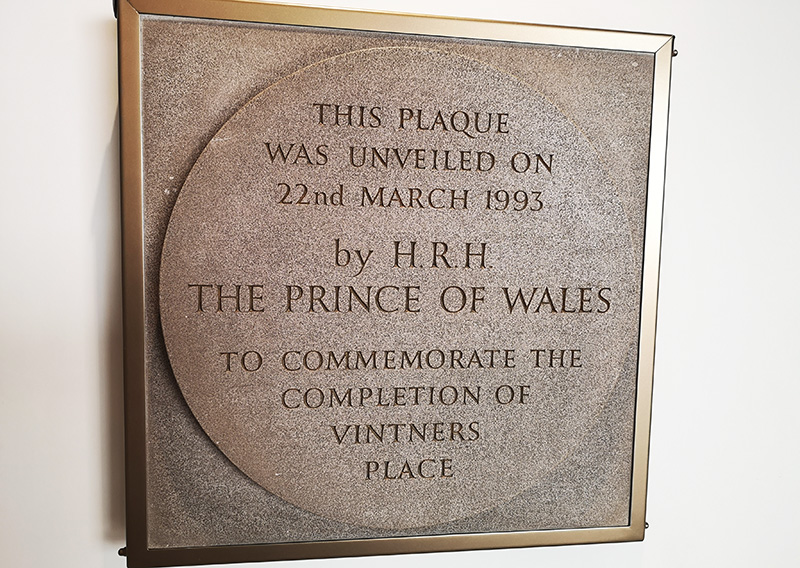 THIS PLAQUE
WAS UNVEILED ON
22nd MARCH 1993
by H.R.H.
THE PRINCE OF WALES
TO COMMEMORATE THE
COMPLETION OF
VINTNERS
PLACE